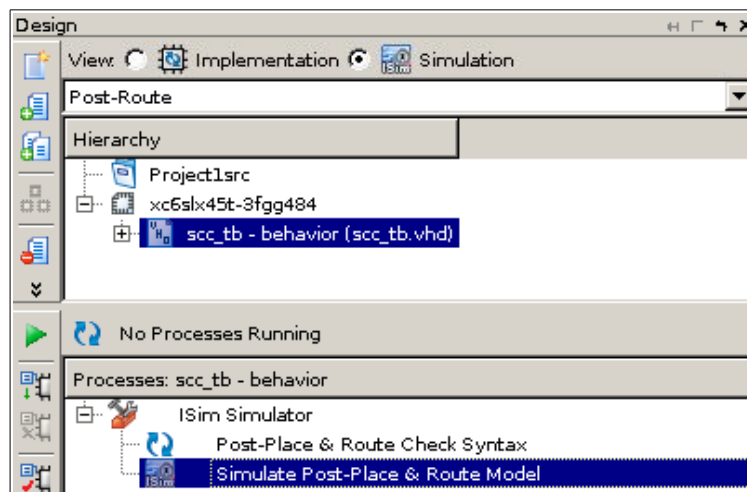 Design
View: Implementation Simulation
Post-Route
Hierarchy
Project1src
xc6slx45t-3fgg484
scc_tb - behavior (scc_tb.vhd)
No Processes Running
Processes: scc_tb - behavior
ISim Simulator
Post-Place & Route Check Syntax
Simulate Post-Place & Route Model